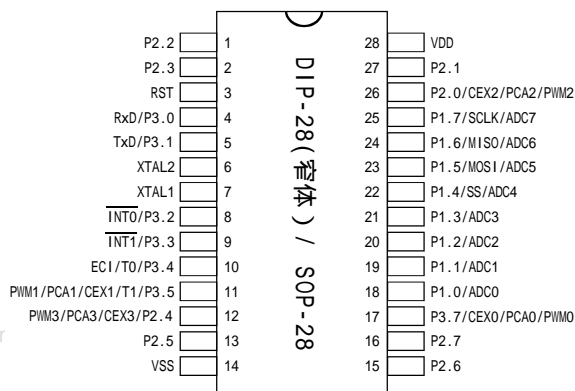 P2.2 1 28 VDD
P2.3 2 27 P2.1
RST 3 26 P2.0/CEX2/PCA2/PWM2
RxD/P3.0 4 25 P1.7/SCLK/ADC7
TxD/P3.1 5 24 P1.6/MISO/ADC6
XTAL2 6 23 P1.5/MOSI/ADC5
XTAL1 7 22 P1.4/SS/ADC4
INT0/P3.2 8 21 P1.3/ADC3
INT1/P3.3 9 20 P1.2/ADC2
ECI/T0/P3.4 10 19 P1.1/ADC1
PWM1/PCA1/CEX1/T1/P3.5 11 18 P1.0/ADC0
PWM3/PCA3/CEX3/P2.4 12 17 P3.7/CEX0/PCA0/PWM0
P2.5 13 16 P2.7
VSS 14 15 P2.6
DIP-28(窄体) / SOP-28